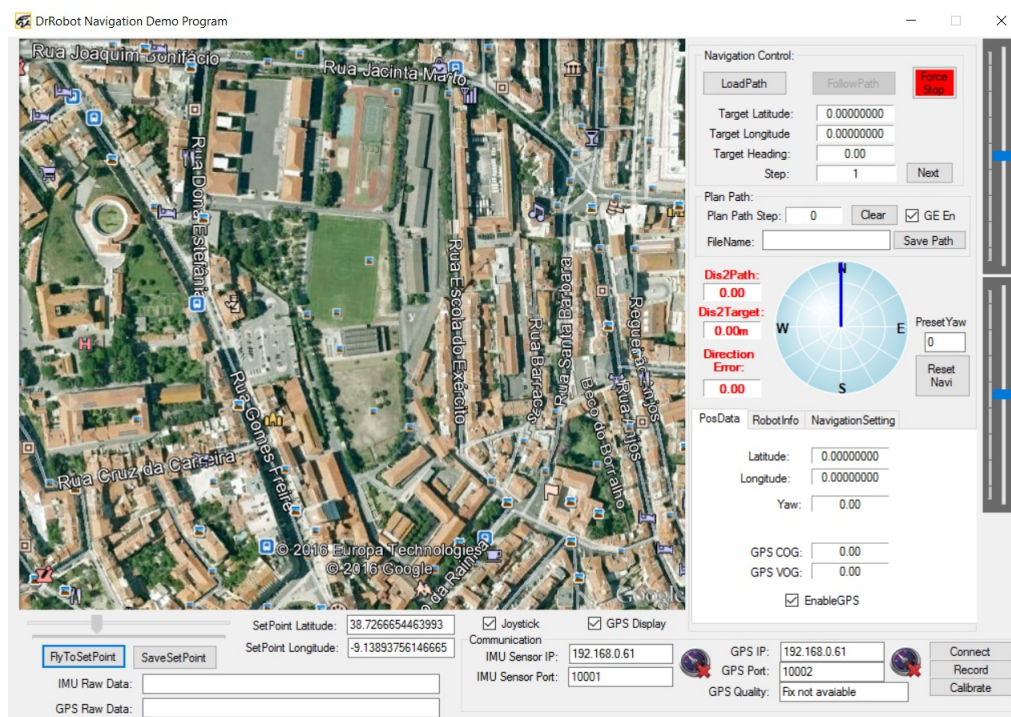 DrRobot Navigation Demo Program
Rua Joaquim Bonifácio
Rua Jacinta Marto
Rua Dona Estefânia
Rua Escola do Exército
Rua Barracas
Rua Santa Bárbara
Regueirão Anjos
Rua Anjos
Beco do Borralho
Rua Gomes Freire
Rua Cruz da Carreira
da Rainha
H
© 2016 Europa Technologies
© 2016 Google
Google
Navigation Control:
LoadPath
FollowPath
Force
Stop
Target Latitude: 0.00000000
Target Longitude 0.00000000
Target Heading: 0.00
Step: 1 Next
Plan Path:
Plan Path Step: 0 Clear GE En
FileName: Save Path
Dis2Path:
0.00
Dis2Target:
0.00m
Direction
Error:
0.00
N
W
E
S
PresetYaw
0
Reset
Navi
PosData RobotInfo NavigationSetting
Latitude: 0.00000000
Longitude: 0.00000000
Yaw: 0.00
GPS COG: 0.00
GPS VOG: 0.00
EnableGPS
SetPoint Latitude: 38.7266654463993
SetPoint Longitude: -9.13893756146665
FlyToSetPoint SaveSetPoint
IMU Raw Data:
GPS Raw Data:
Joystick GPS Display
Communication
IMU Sensor IP: 192.168.0.61
IMU Sensor Port: 10001
GPS IP: 192.168.0.61
GPS Port: 10002
GPS Quality: Fix not avaiable
Connect
Record
Calibrate